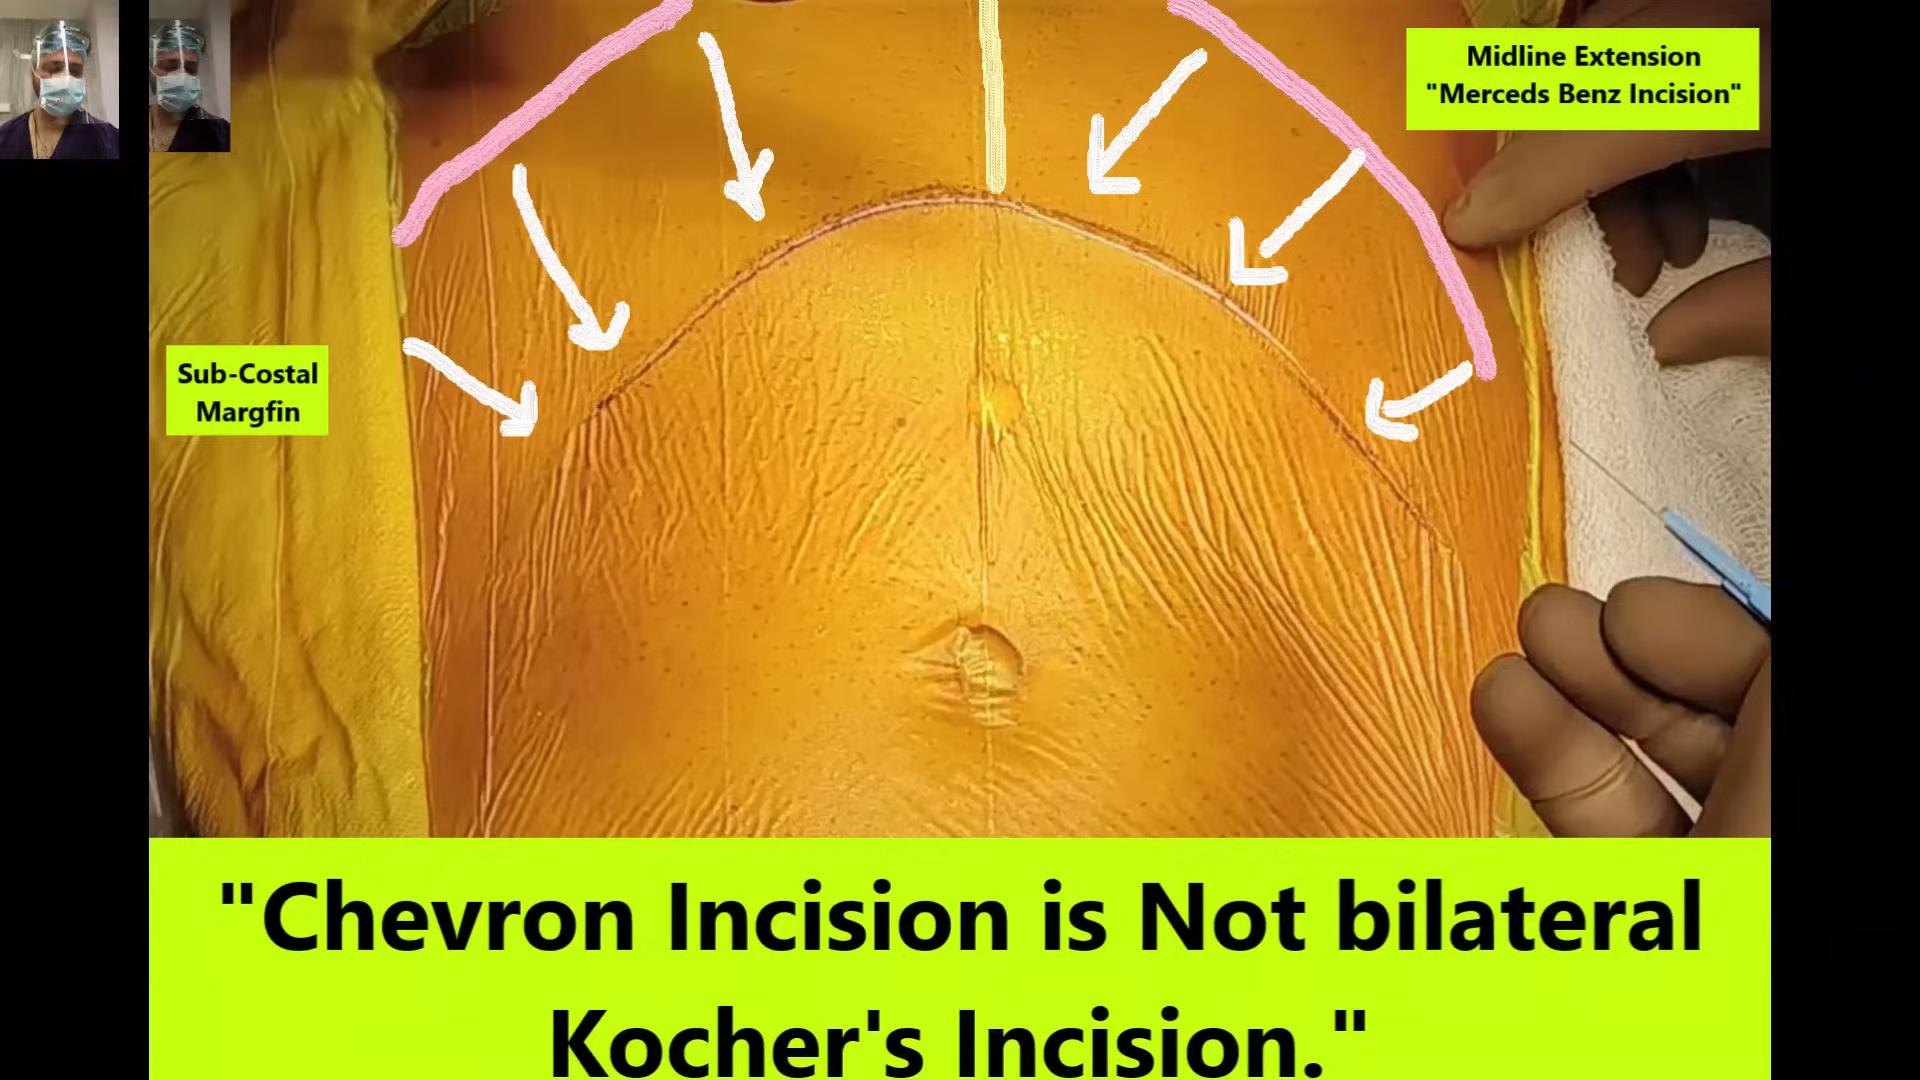 Midline Extension
"Merceds Benz Incision"
Sub-Costal
Margfin
"Chevron Incision is Not bilateral
Kocher's Incision."